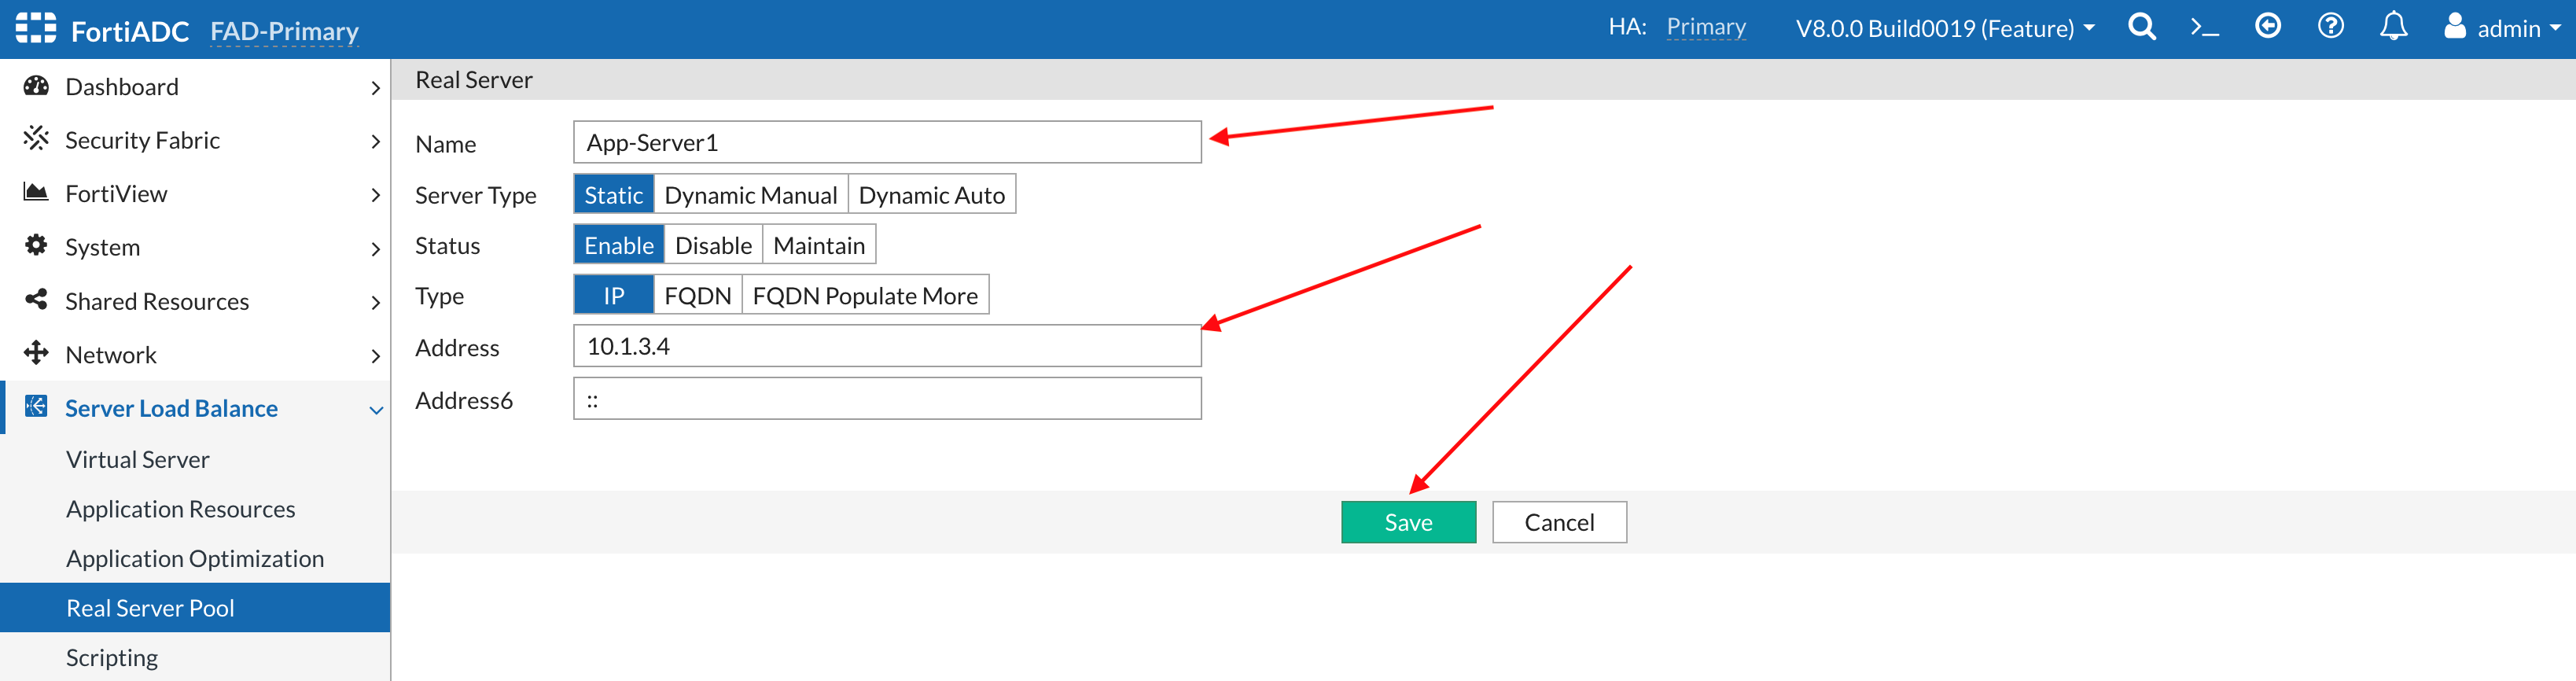 FortiADC FAD-Primary HA: Primary V8.0.0 Build0019 (Feature) admin
Dashboard
Security Fabric
FortiView
System
Shared Resources
Network
Server Load Balance
Virtual Server
Application Resources
Application Optimization
Real Server Pool
Scripting
Real Server
Name App-Server1
Server Type Static Dynamic Manual Dynamic Auto
Status Enable Disable Maintain
Type IP FQDN FQDN Populate More
Address 10.1.3.4
Address6 ::
Save Cancel